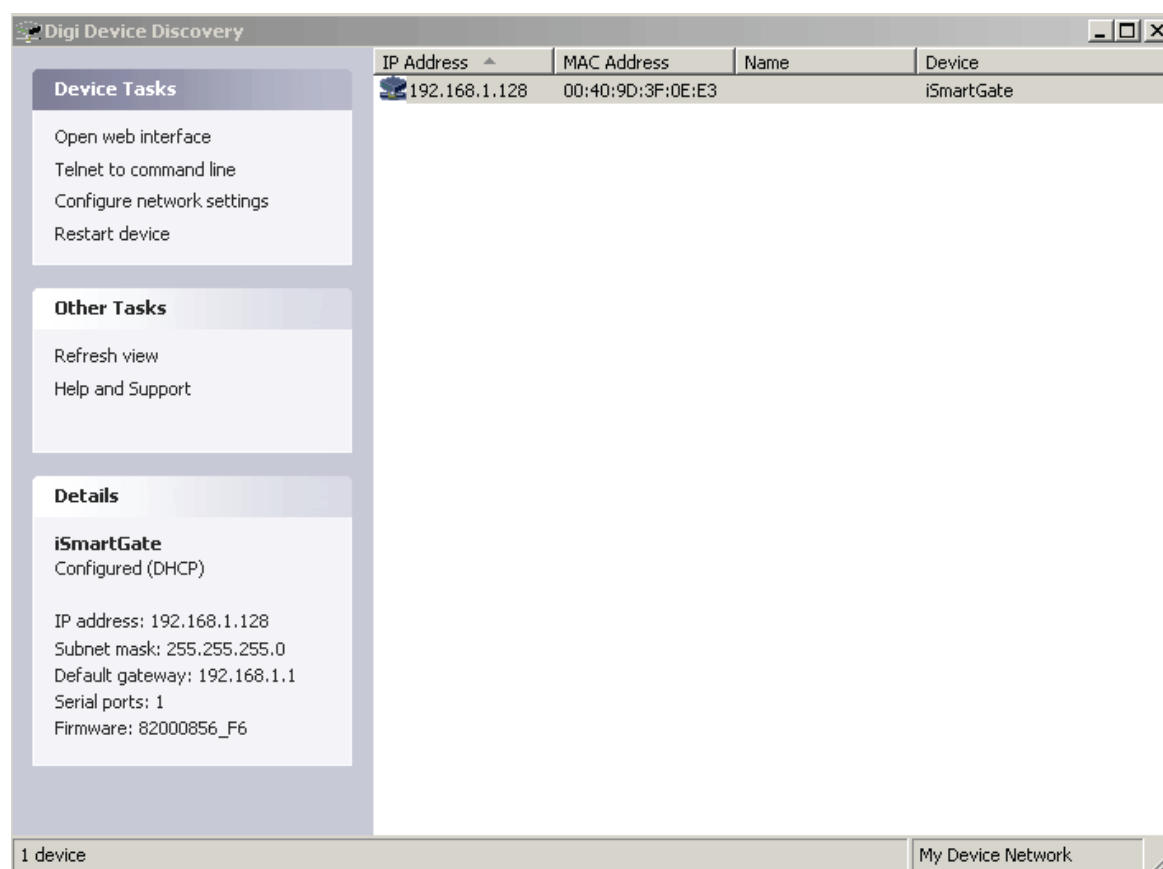 Digi Device Discovery
Device Tasks
Open web interface
Telnet to command line
Configure network settings
Restart device
Other Tasks
Refresh view
Help and Support
Details
iSmartGate
Configured (DHCP)
IP address: 192.168.1.128
Subnet mask: 255.255.255.0
Default gateway: 192.168.1.1
Serial ports: 1
Firmware: 82000856_F6
IP Address MAC Address Name Device
192.168.1.128 00:40:9D:3F:0E:E3 iSmartGate
1 device My Device Network